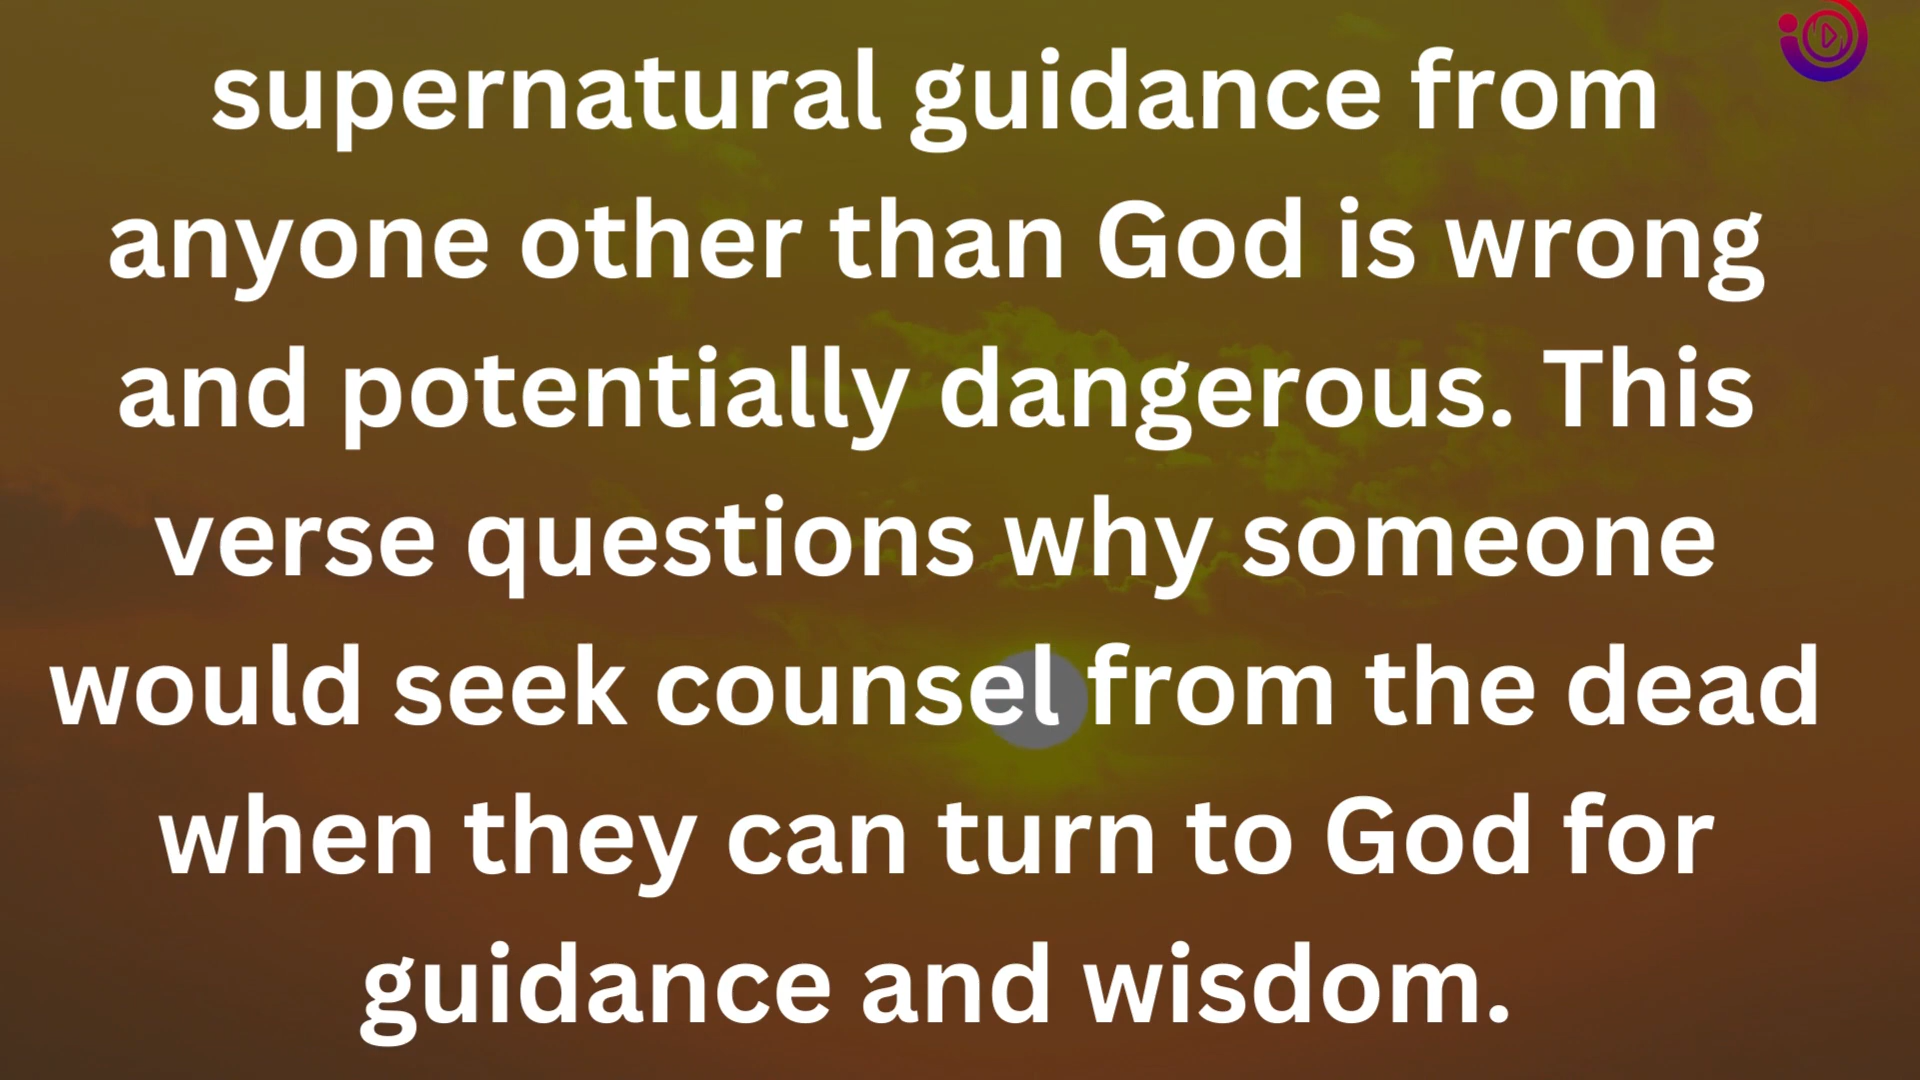 supernatural guidance from
anyone other than God is wrong
and potentially dangerous. This
verse questions why someone
would seek counsel from the dead
when they can turn to God for
guidance and wisdom.